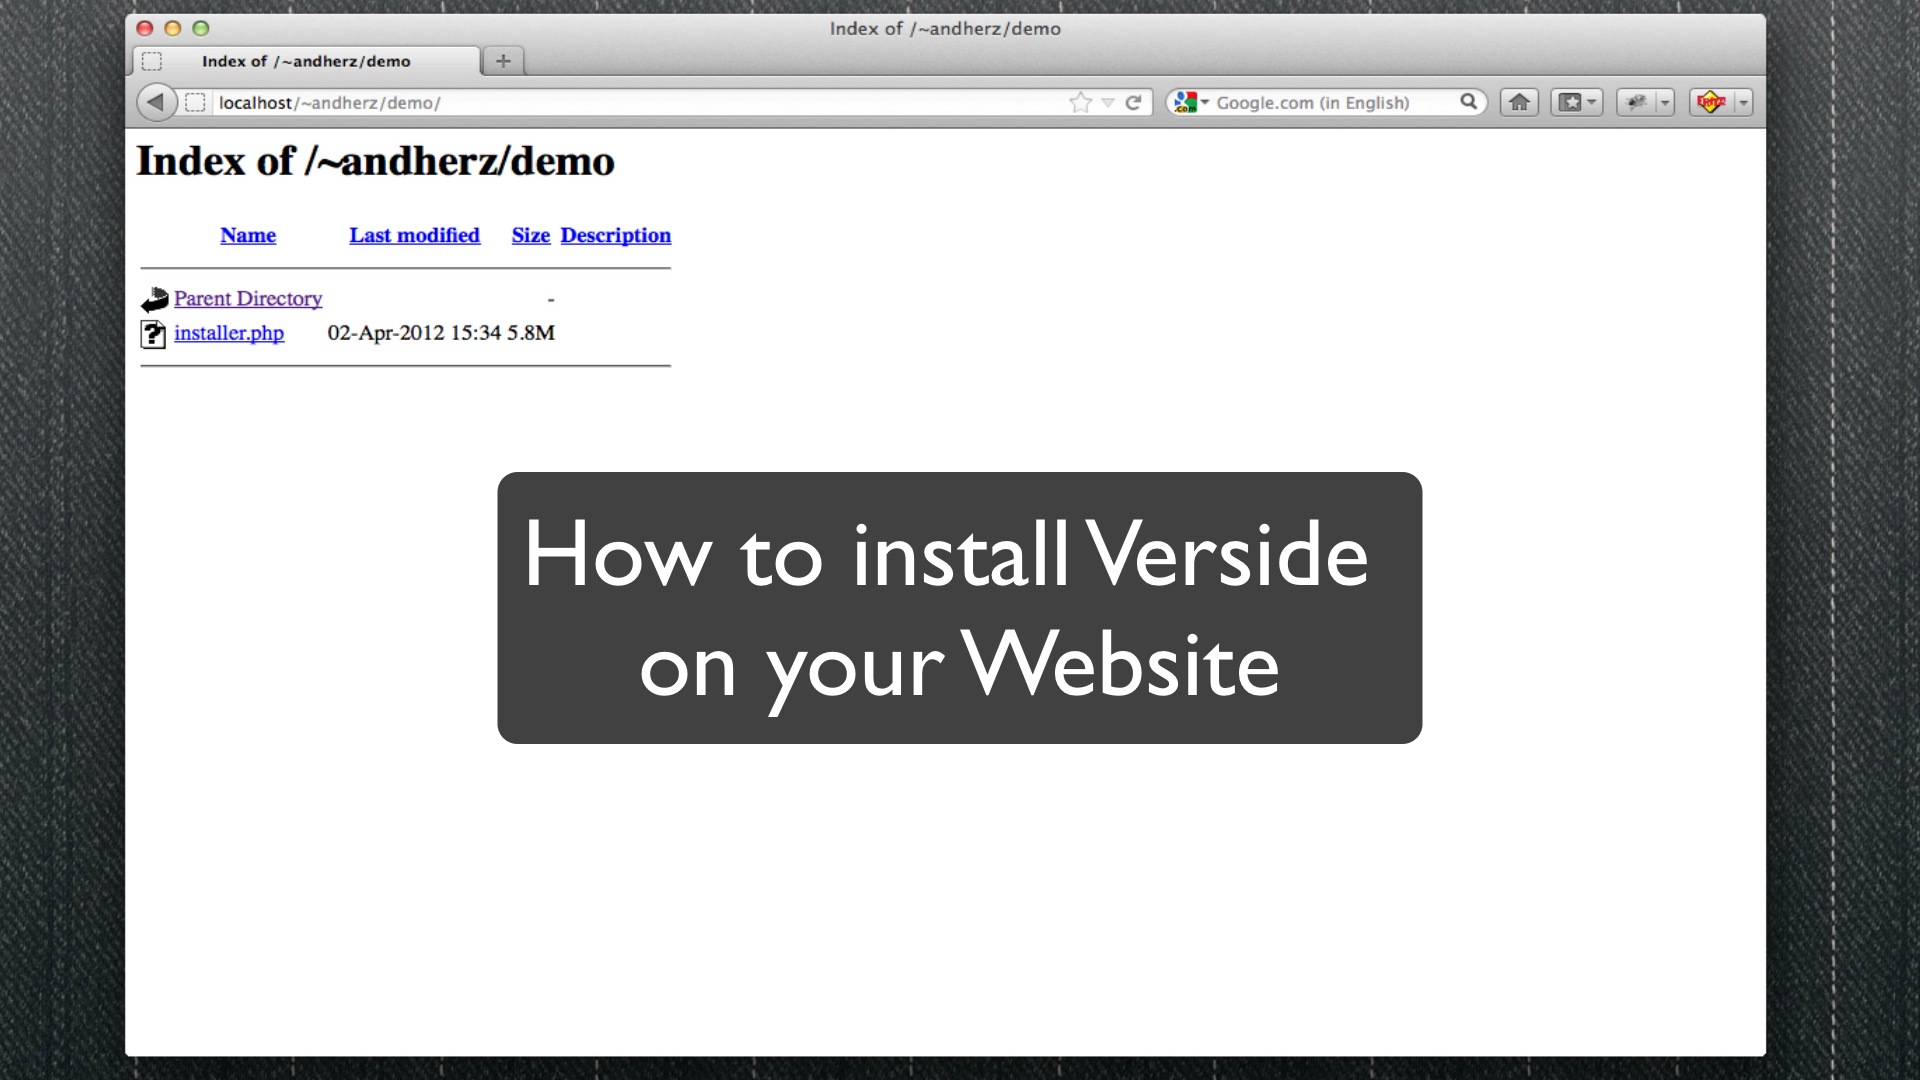 Index of /~andherz/demo
Index of /~andherz/demo
localhost/~andherz/demo/
Google.com (in English)
Index of /~andherz/demo
Name Last modified Size Description
Parent Directory -
installer.php 02-Apr-2012 15:34 5.8M
How to install Verside
on your Website